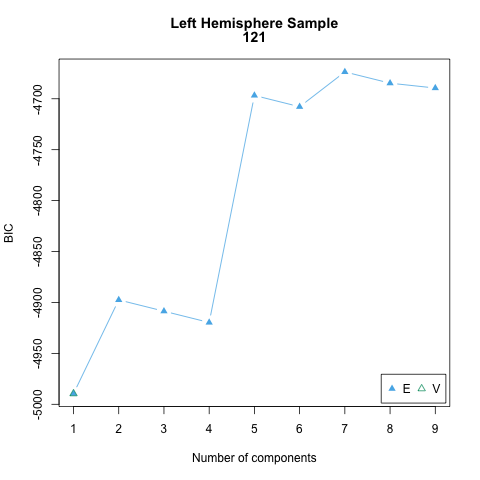 Left Hemisphere Sample
121
-4700
-4750
-4800
-4850
-4900
-4950
-5000
BIC
E V
1 2 3 4 5 6 7 8 9
Number of components